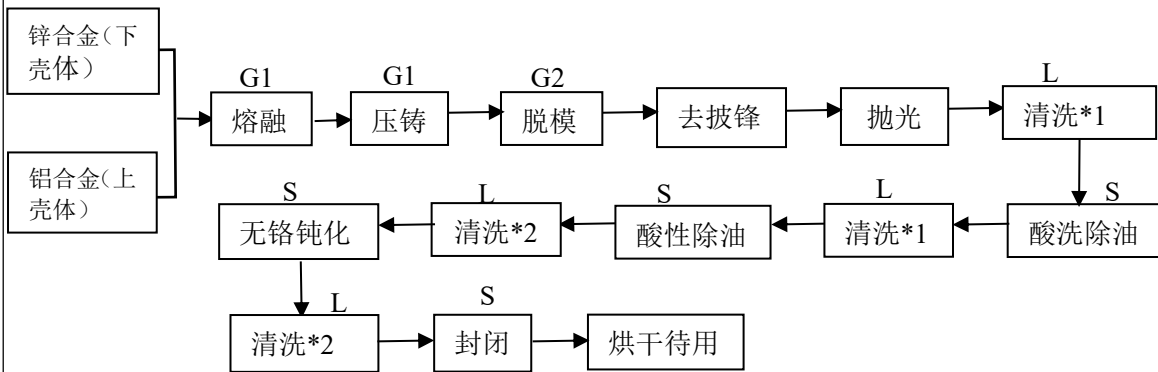 锌合金（下
壳体）
铝合金（上
壳体）
G1
熔融
G1
压铸
G2
脱模
去披锋
抛光
L
清洗*1
S
酸洗除油
L
清洗*1
S
酸性除油
L
清洗*2
S
无铬钝化
L
清洗*2
S
封闭
烘干待用